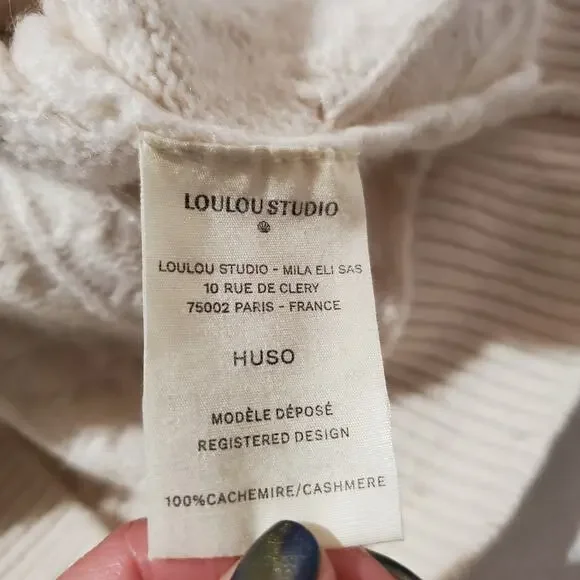 LOULOU STUDIO
LOULOU STUDIO - MILA ELI SAS
10 RUE DE CLERY
75002 PARIS - FRANCE
HUSO
MODÈLE DÉPOSÉ
REGISTERED DESIGN
100%CACHEMIRE/CASHMERE